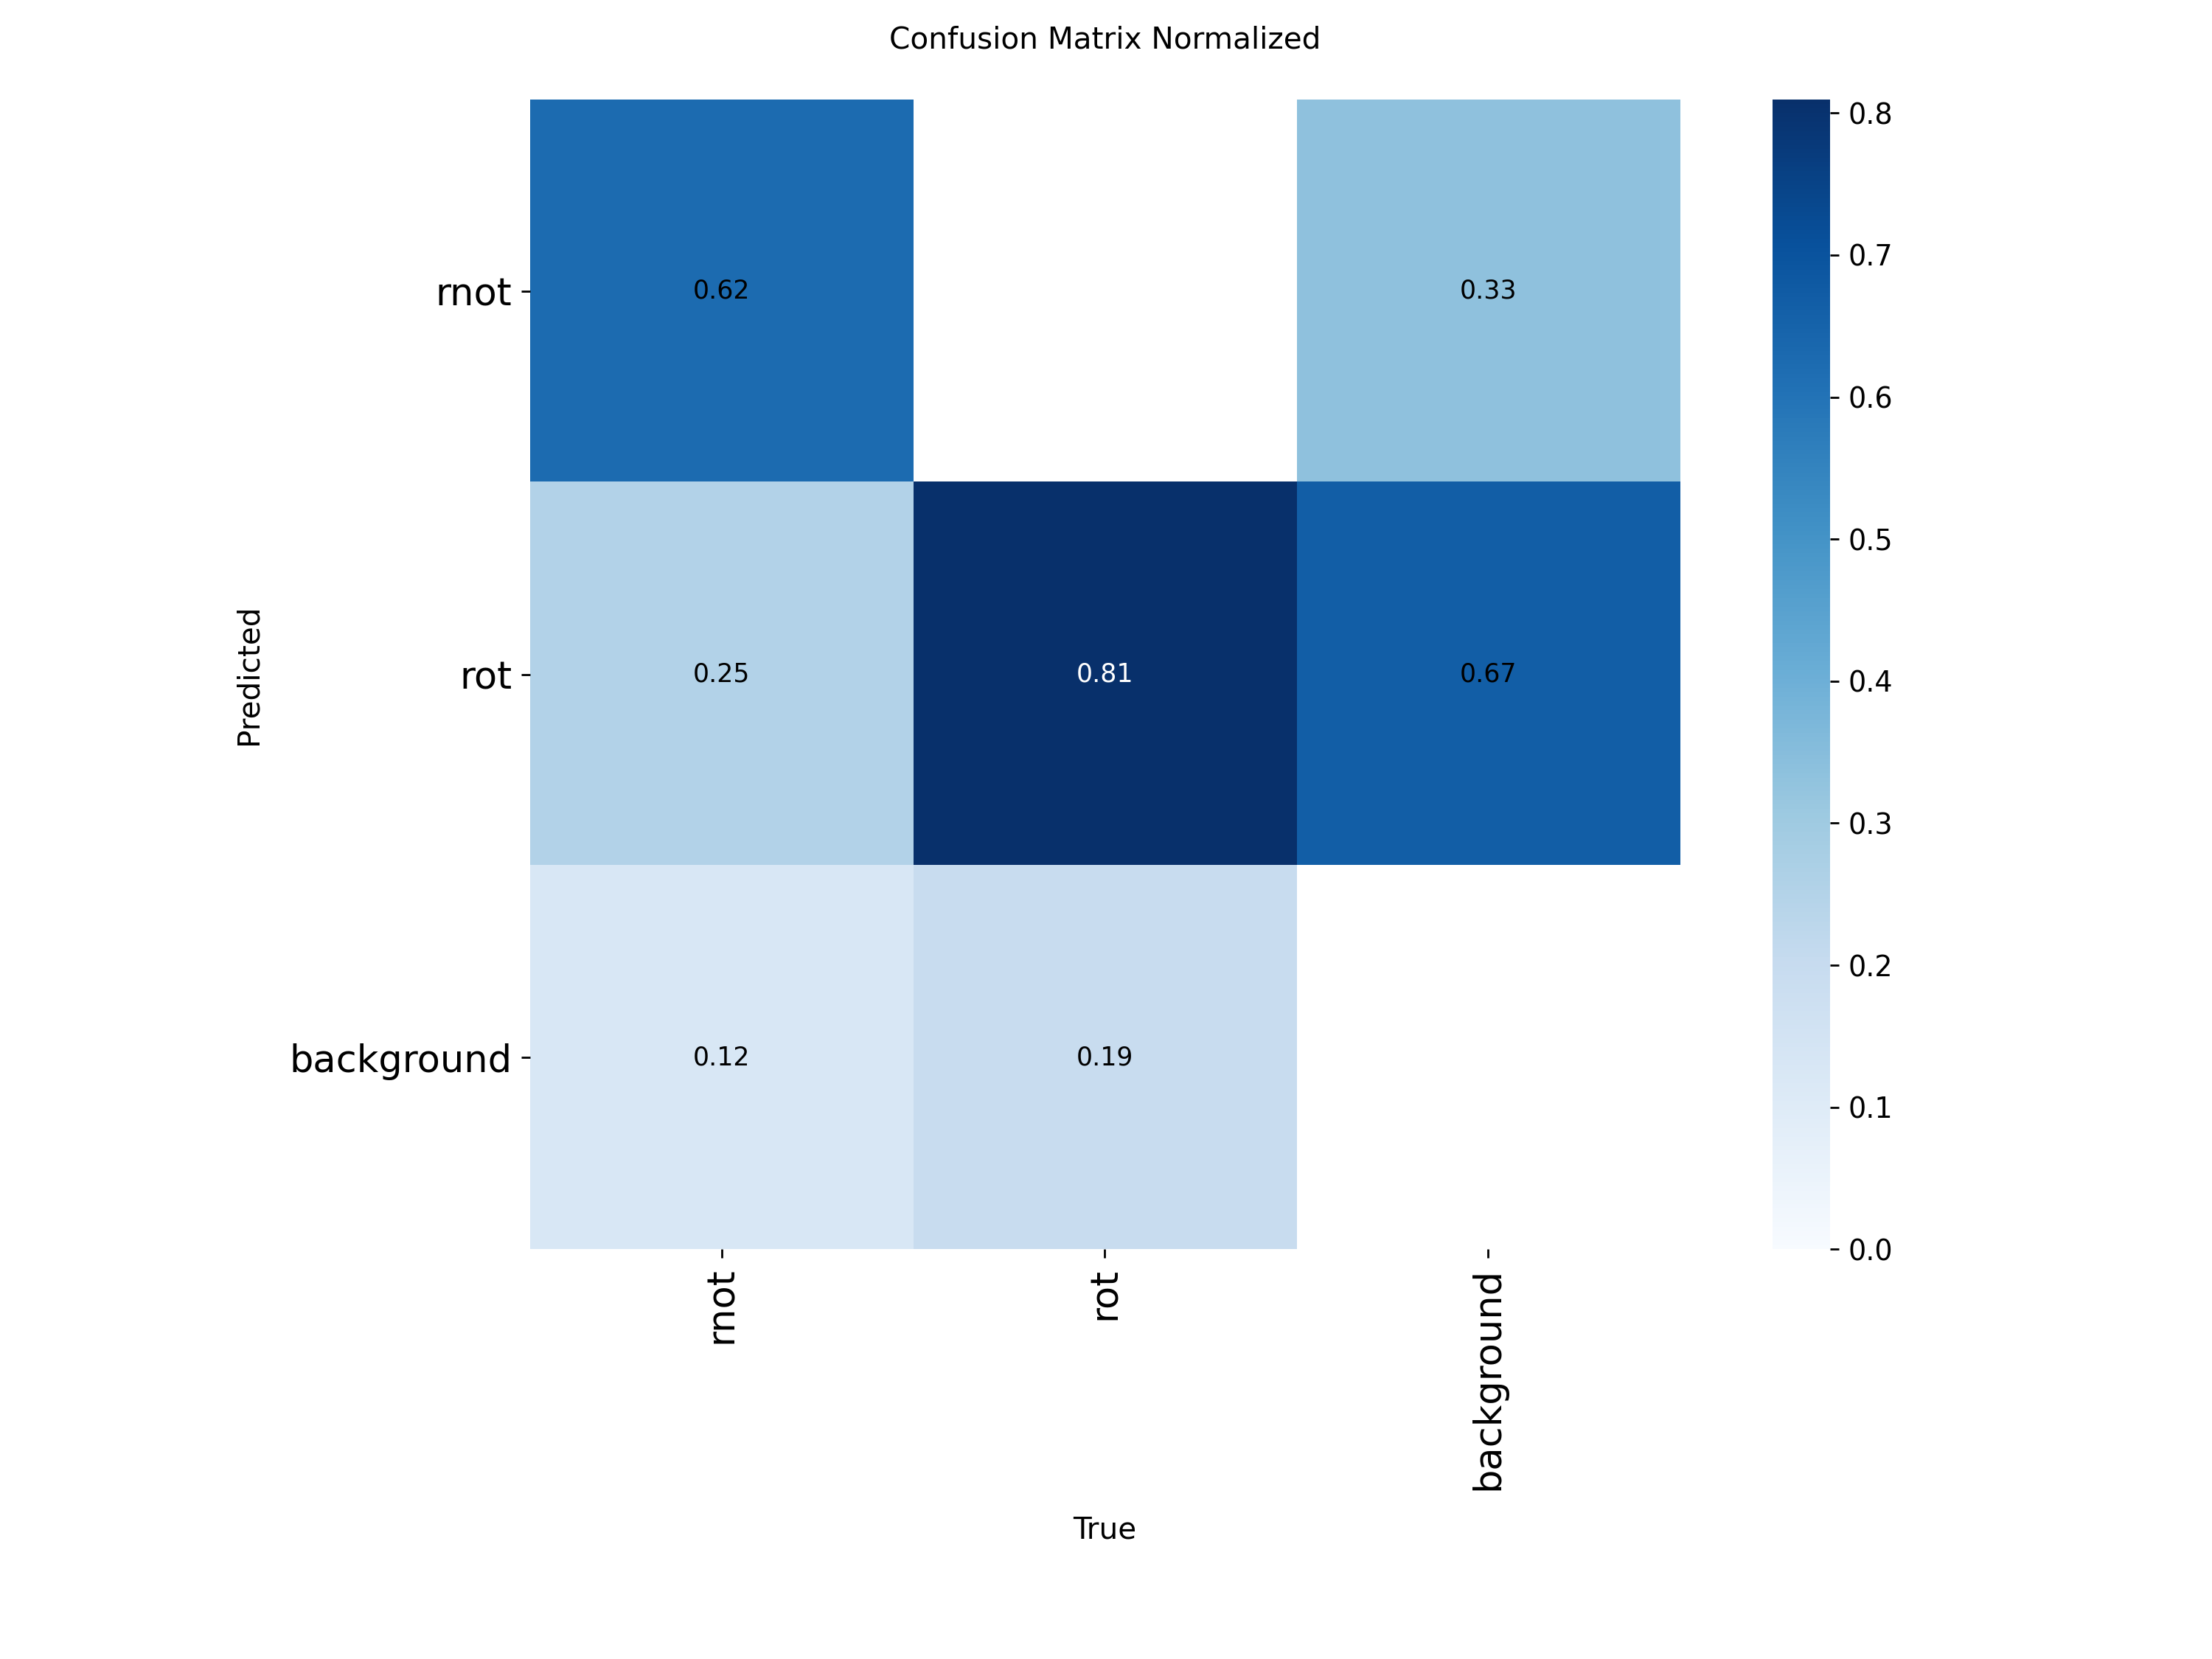 Confusion Matrix Normalized
rnot
rot
background
Predicted
0.62
0.33
0.25
0.81
0.67
0.12
0.19
rnot
rot
background
True
0.8
0.7
0.6
0.5
0.4
0.3
0.2
0.1
0.0